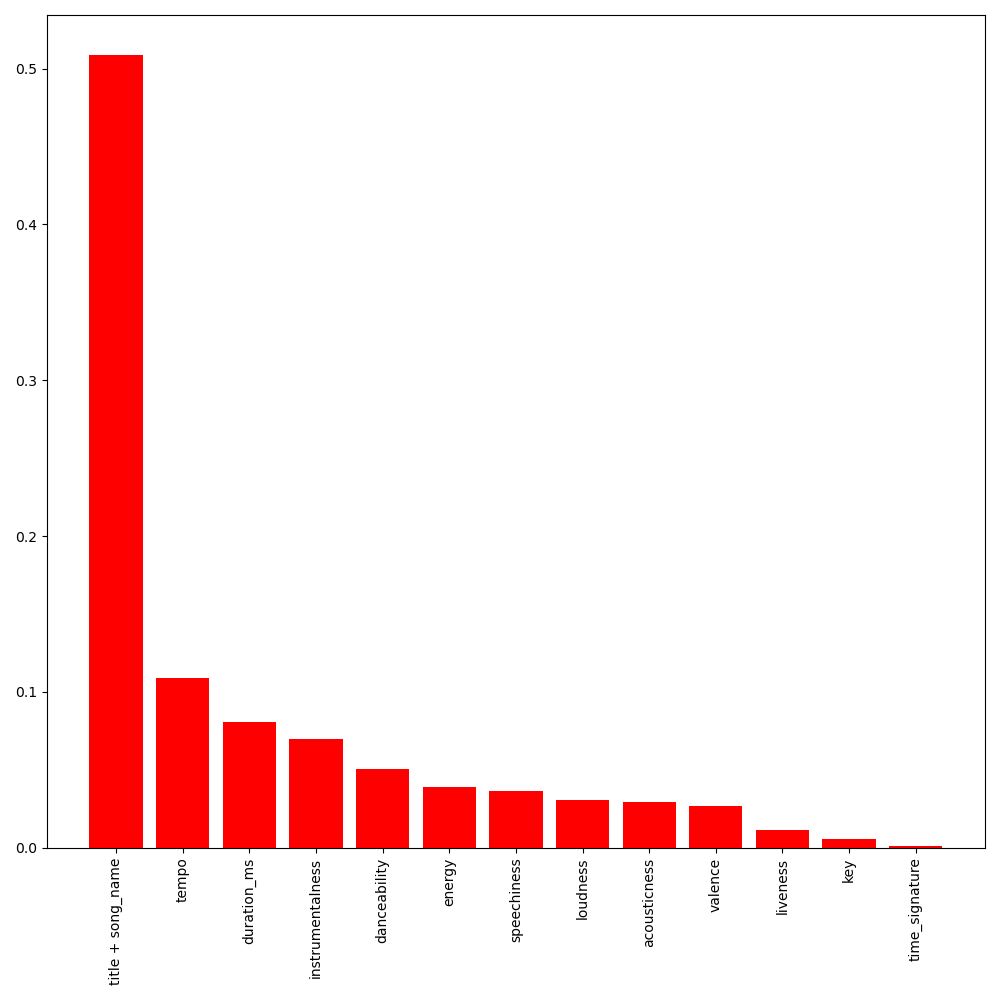 0.5
0.4
0.3
0.2
0.1
0.0
title + song_name
tempo
duration_ms
instrumentalness
danceability
energy
speechiness
loudness
acousticness
valence
liveness
key
time_signature